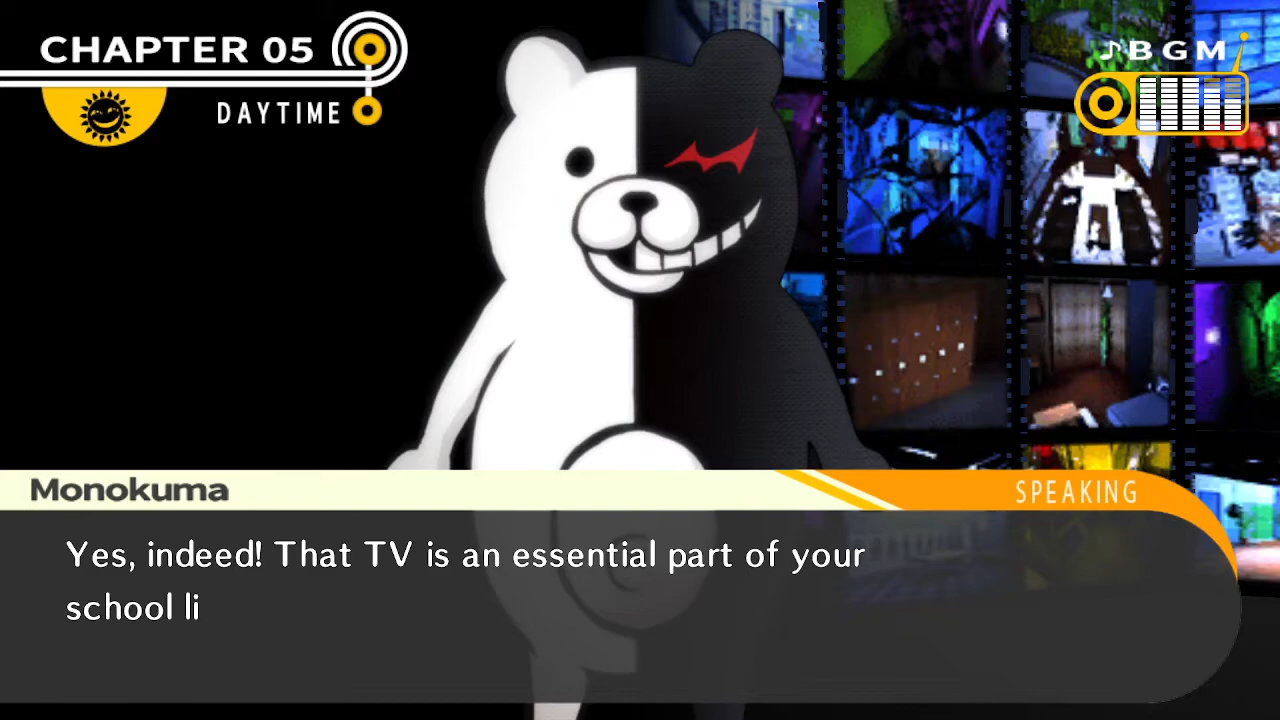 CHAPTER 05
DAYTIME
♪BGM
Monokuma
SPEAKING
Yes, indeed! That TV is an essential part of your
school li